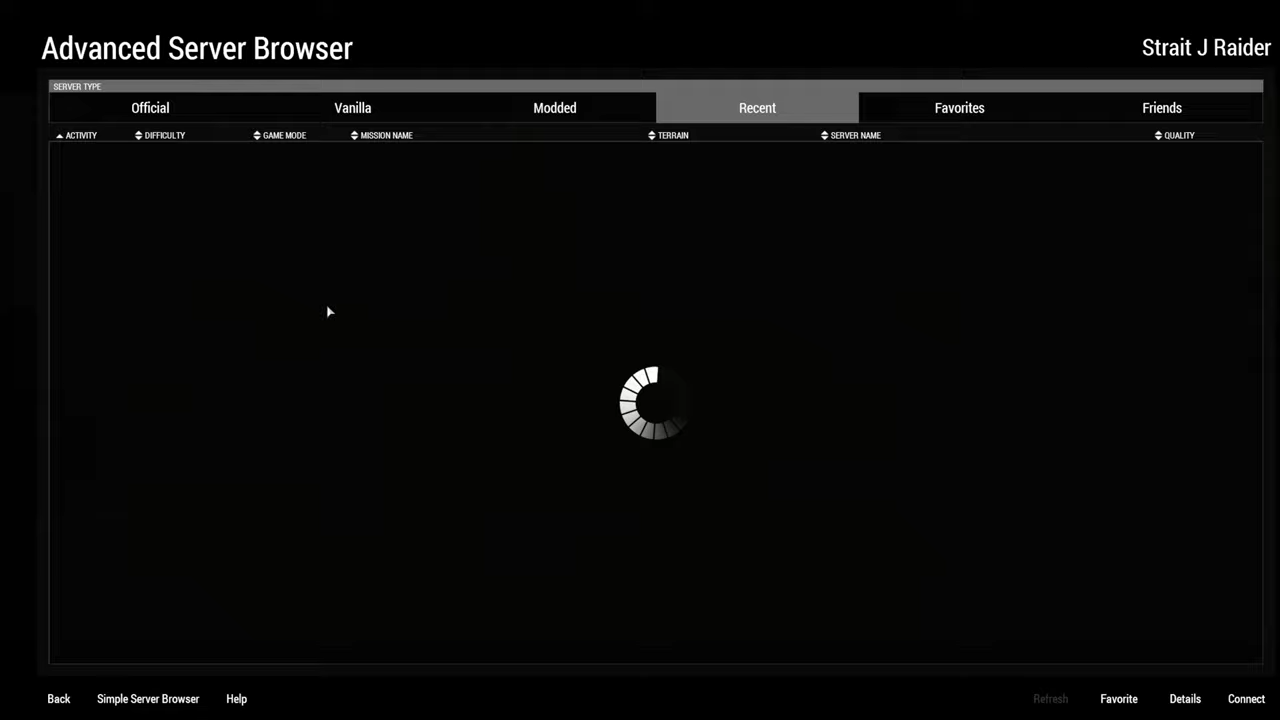 Advanced Server Browser
Strait J Raider
SERVER TYPE
Official Vanilla Modded Recent Favorites Friends
ACTIVITY DIFFICULTY GAME MODE MISSION NAME TERRAIN SERVER NAME QUALITY
Back Simple Server Browser Help Refresh Favorite Details Connect